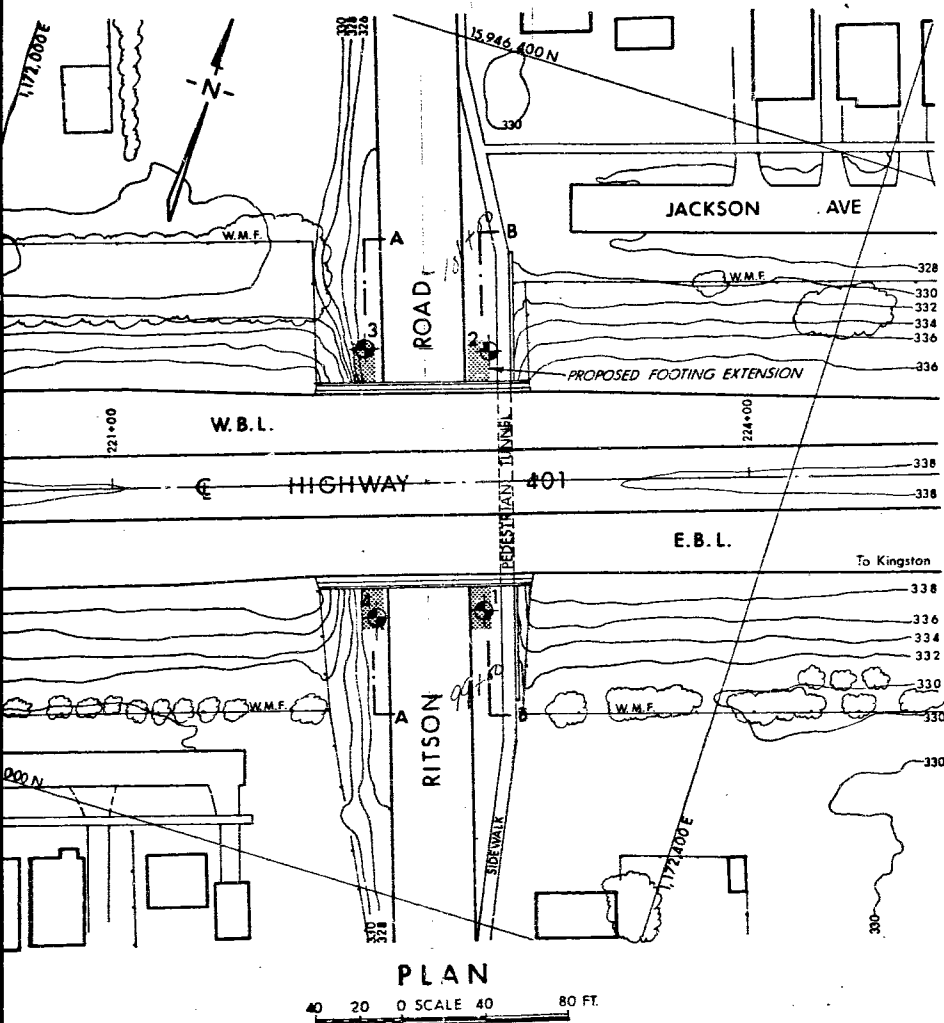 1,172,000 E
330
328
326
15,946,400 N
N
330
JACKSON AVE
W.M.F.
A
B
328
W.M.F.
330
332
334
336
336
3
2
ROAD
PROPOSED FOOTING EXTENSION
W.B.L.
221+00
224+00
PEDESTRIAN TUNNEL
338
℄ HIGHWAY 401
338
E.B.L.
To Kingston
338
4
1
336
334
332
330
W.M.F.
A
B
W.M.F.
330
RITSON
330
SIDEWALK
1,172,400 E
330
328
330
PLAN
40 20 0 SCALE 40 80 FT.